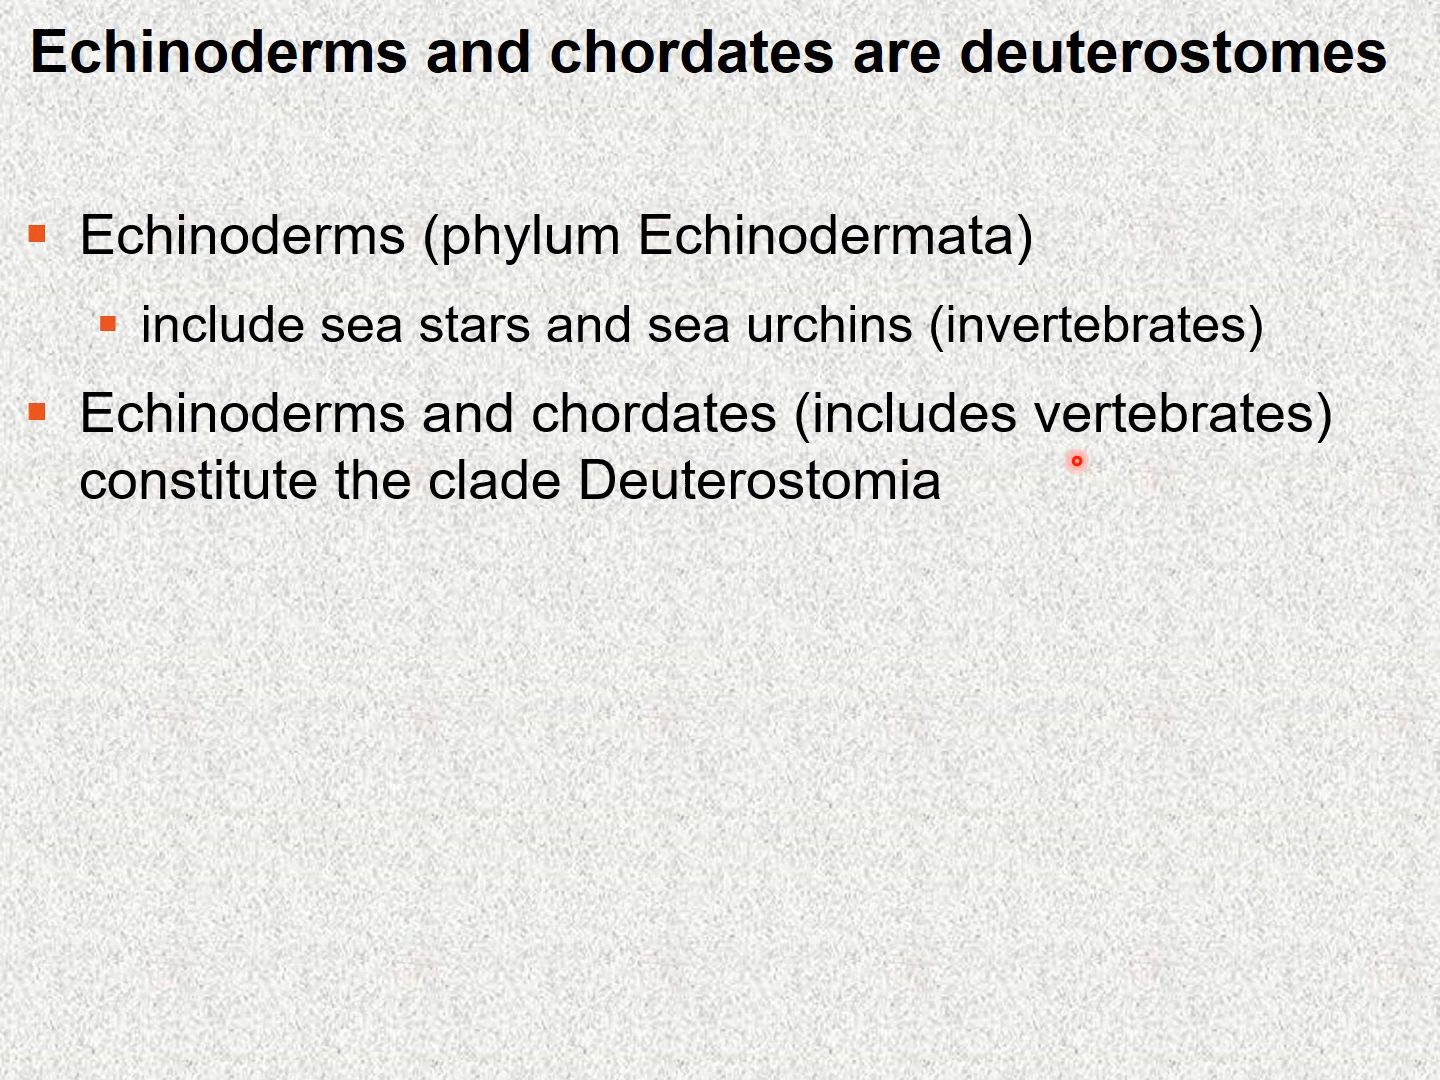 Echinoderms and chordates are deuterostomes
Echinoderms (phylum Echinodermata)
include sea stars and sea urchins (invertebrates)
Echinoderms and chordates (includes vertebrates)
constitute the clade Deuterostomia